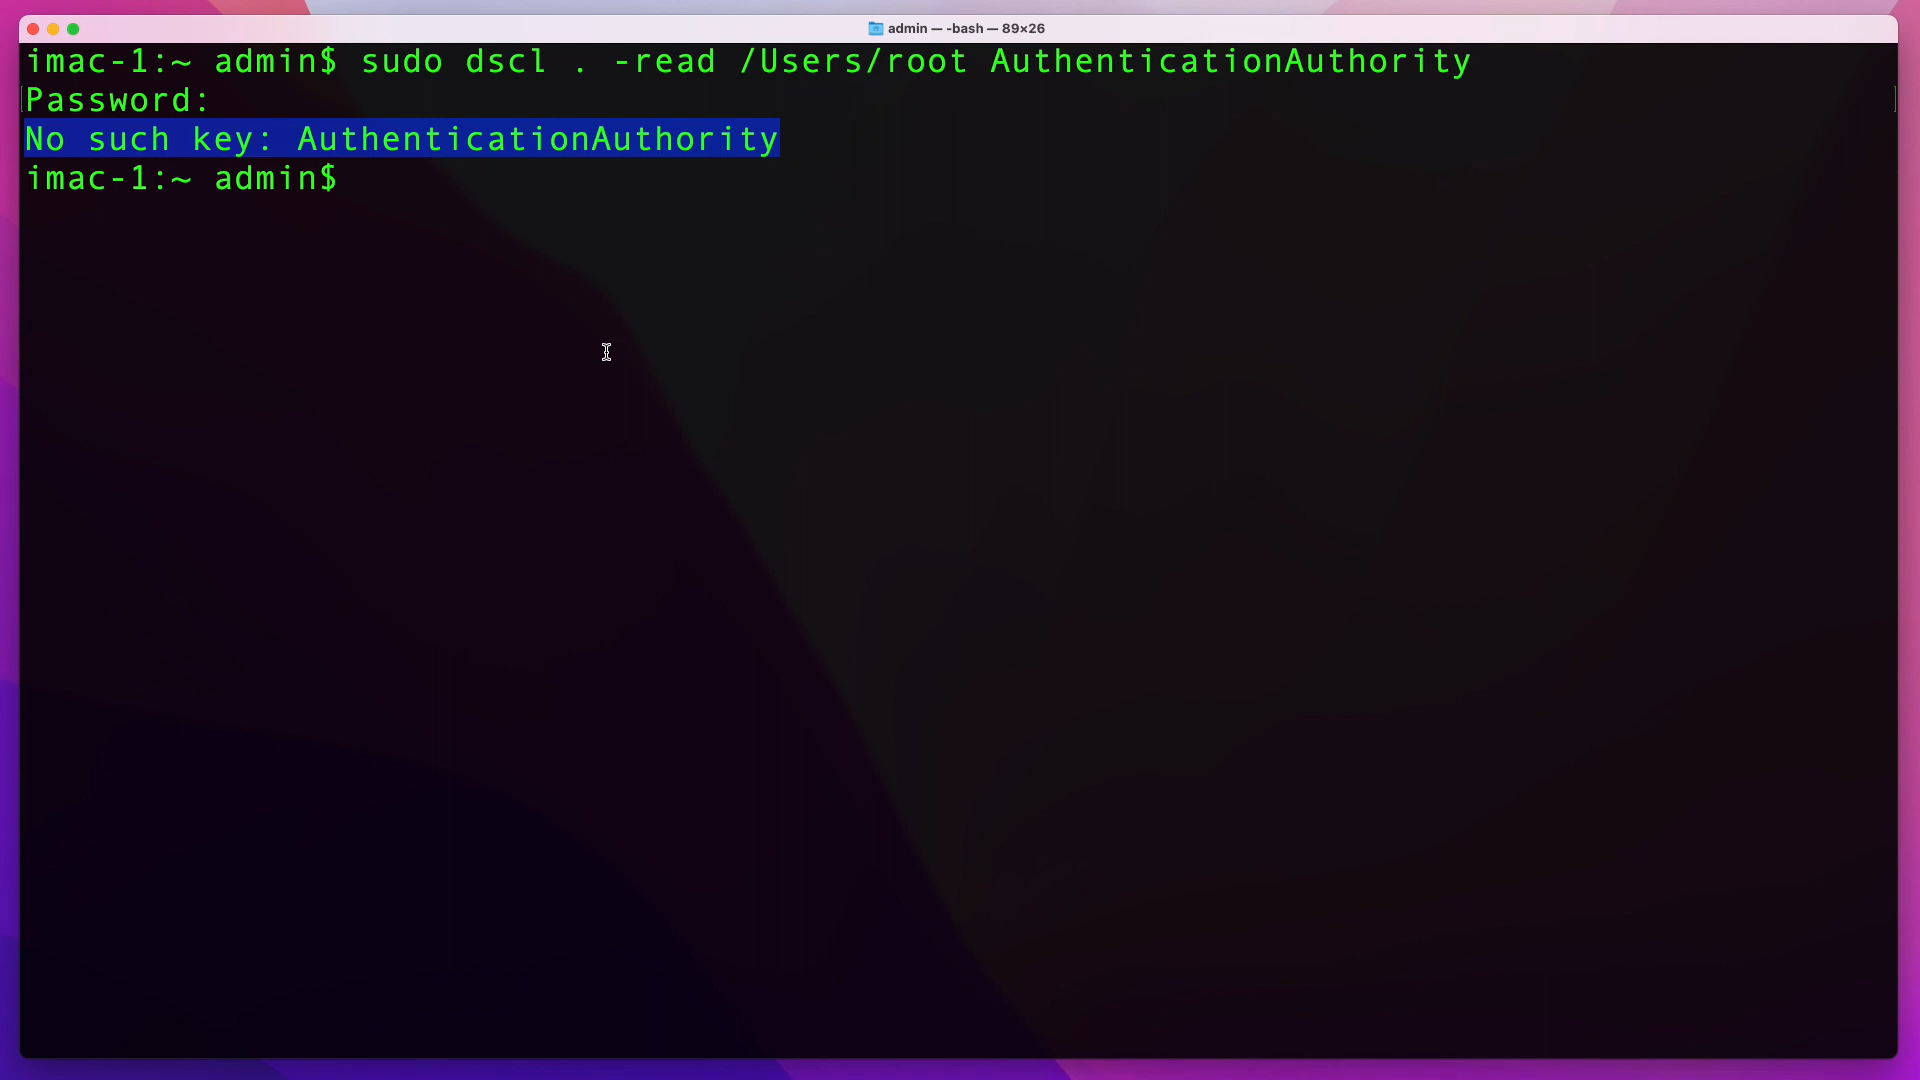 admin — -bash — 89×26
imac-1:~ admin$ sudo dscl . -read /Users/root AuthenticationAuthority
Password:
No such key: AuthenticationAuthority
imac-1:~ admin$